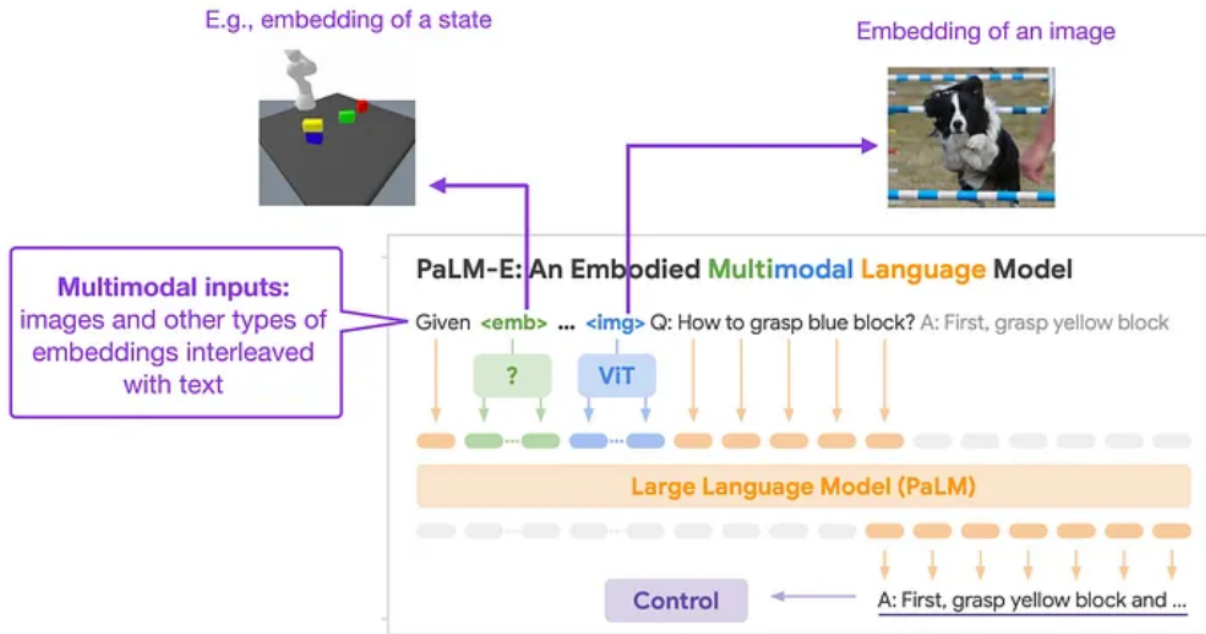 E.g., embedding of a state
Embedding of an image
Multimodal inputs:
images and other types of
embeddings interleaved
with text
PaLM-E: An Embodied Multimodal Language Model
Given <emb> ... <img> Q: How to grasp blue block? A: First, grasp yellow block
?
ViT
Large Language Model (PaLM)
Control
A: First, grasp yellow block and ...